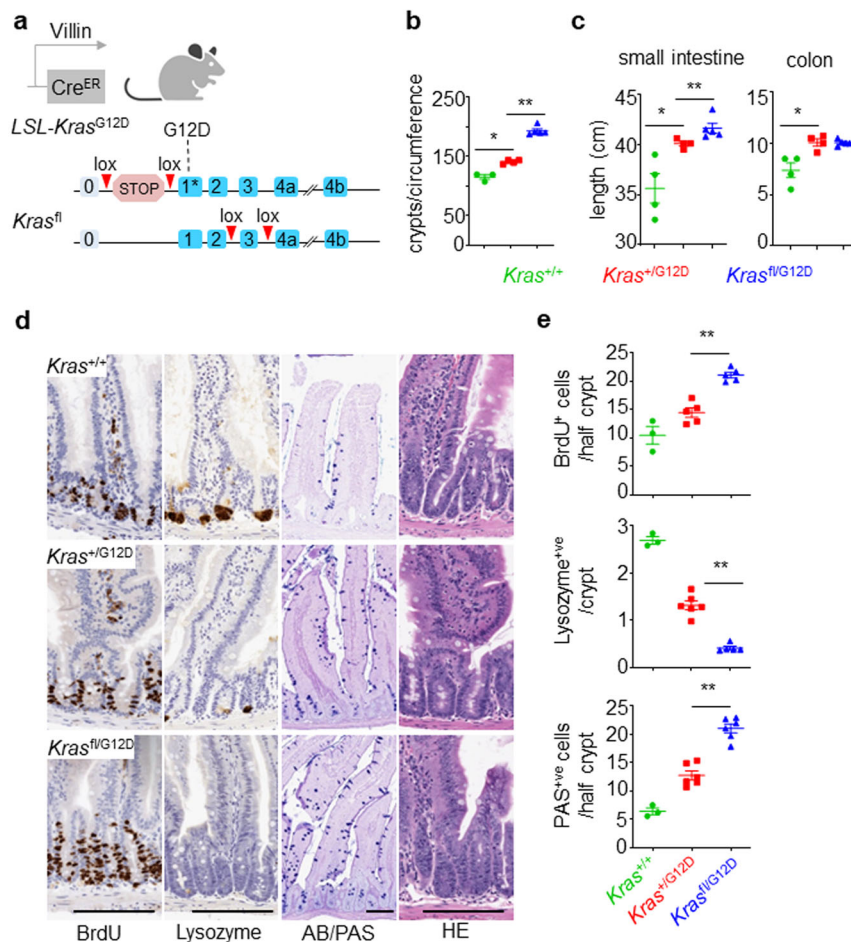 a
Villin
Cre^ER
LSL-Kras^G12D
G12D
lox lox
0 STOP 1* 2 3 4a 4b
Kras^fl
lox lox
0 1 2 3 4a 4b
b
**
*
crypts/circumference
250
200
150
100
0
c
small intestine
colon
length (cm)
**
*
45
40
35
30
*
15
10
5
0
Kras^+/+
Kras^+/G12D
Kras^fl/G12D
d
Kras^+/+
Kras^+/G12D
Kras^fl/G12D
BrdU
Lysozyme
AB/PAS
HE
e
BrdU^+ cells
/half crypt
**
25
20
15
10
5
0
Lysozyme^+ve
/crypt
**
3
2
1
0
PAS^+ve cells
/half crypt
**
25
20
15
10
5
0
Kras^+/+
Kras^+/G12D
Kras^fl/G12D